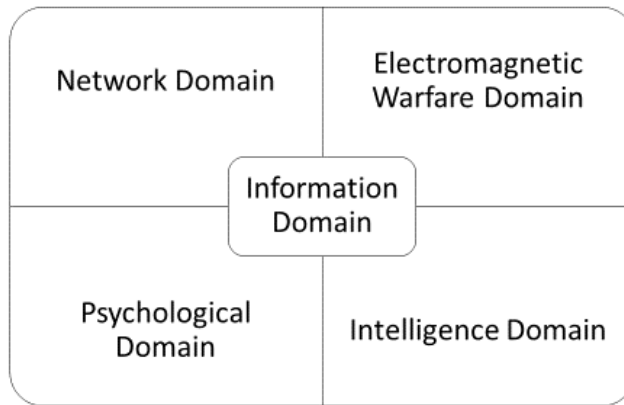 Network Domain
Electromagnetic
Warfare Domain
Information
Domain
Psychological
Domain
Intelligence Domain